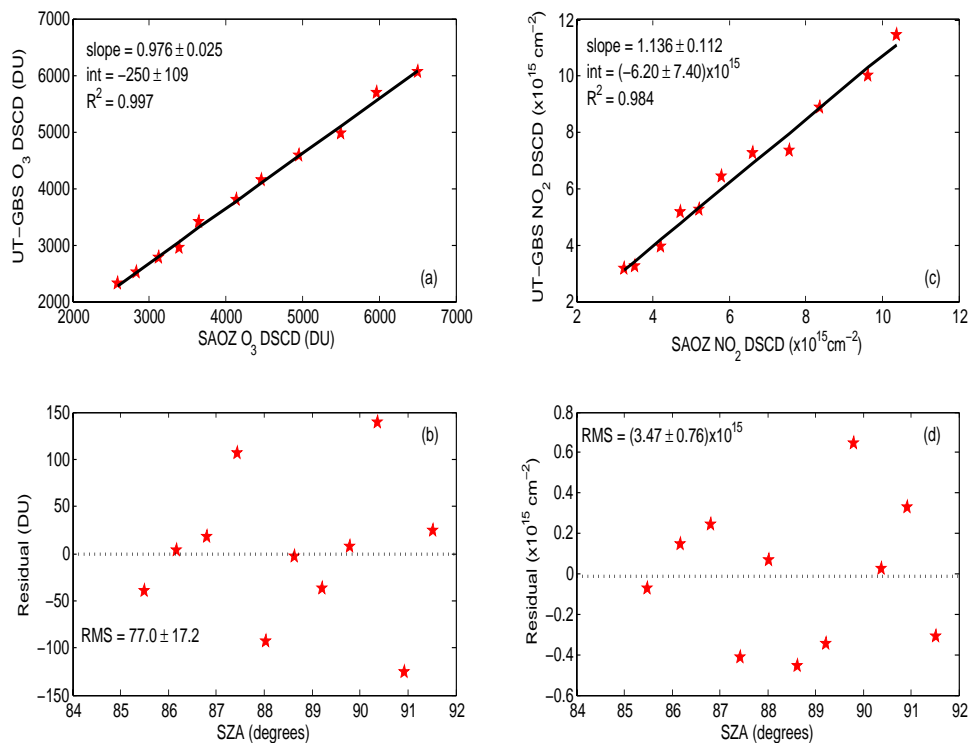 7000
6000
5000
4000
3000
2000
UT−GBS O3 DSCD (DU)
slope = 0.976 ± 0.025
int = −250 ± 109
R2 = 0.997
(a)
2000 3000 4000 5000 6000 7000
SAOZ O3 DSCD (DU)
12
10
8
6
4
2
UT−GBS NO2 DSCD (x10^15 cm−2)
slope = 1.136 ± 0.112
int = (−6.20 ± 7.40)x10^15
R2 = 0.984
(c)
2 4 6 8 10 12
SAOZ NO2 DSCD (x10^15cm−2)
150
100
50
0
−50
−100
−150
Residual (DU)
(b)
RMS = 77.0 ± 17.2
84 85 86 87 88 89 90 91 92
SZA (degrees)
0.8
0.6
0.4
0.2
0
−0.2
−0.4
−0.6
Residual (x10^15 cm−2)
RMS = (3.47 ± 0.76)x10^15
(d)
84 85 86 87 88 89 90 91 92
SZA (degrees)